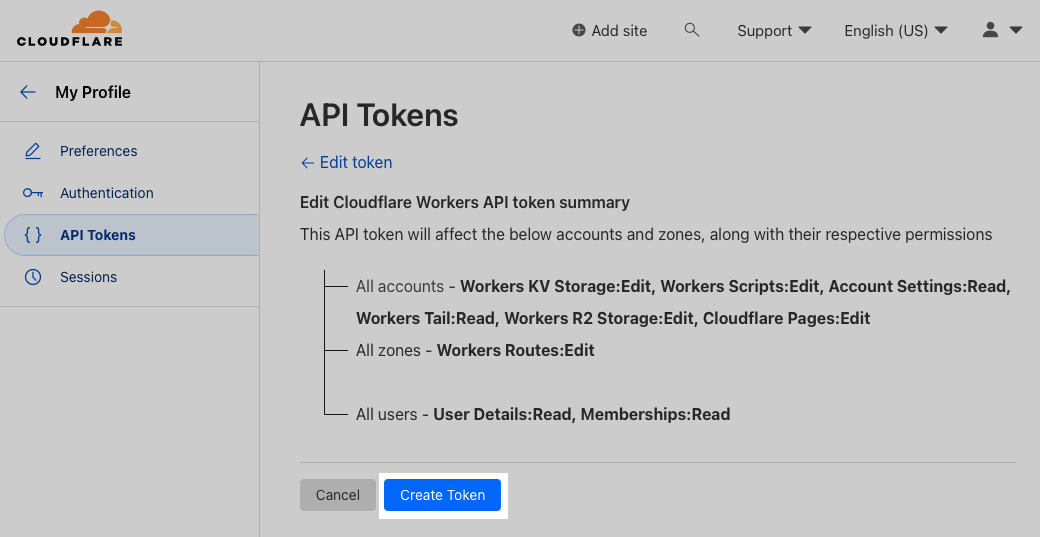 CLOUDFLARE
Add site
Support
English (US)
My Profile
Preferences
Authentication
API Tokens
Sessions
API Tokens
← Edit token
Edit Cloudflare Workers API token summary
This API token will affect the below accounts and zones, along with their respective permissions
All accounts - Workers KV Storage:Edit, Workers Scripts:Edit, Account Settings:Read,
Workers Tail:Read, Workers R2 Storage:Edit, Cloudflare Pages:Edit
All zones - Workers Routes:Edit
All users - User Details:Read, Memberships:Read
Cancel
Create Token